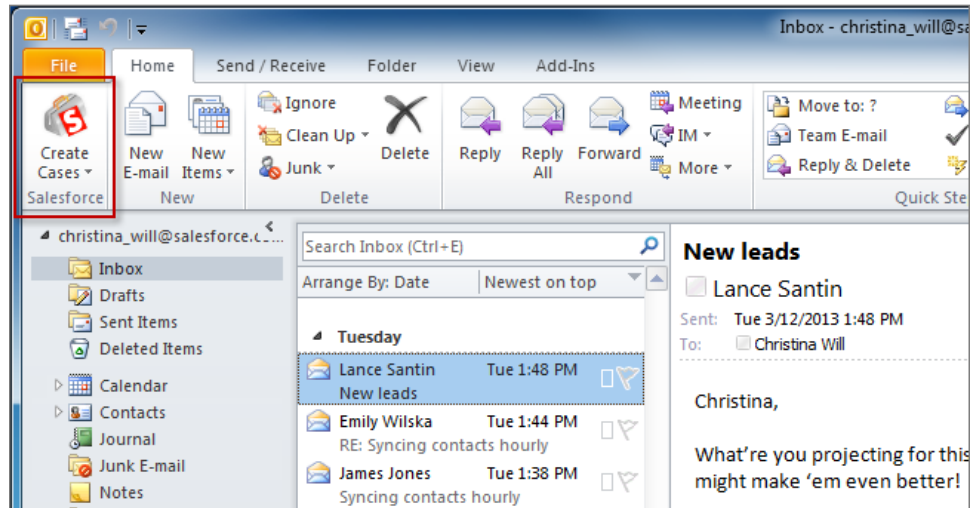 Inbox - christina_will@sa
File Home Send / Receive Folder View Add-Ins
Create Cases
Salesforce
New E-mail
New Items
New
Ignore
Clean Up
Junk
Delete
Delete
Reply
Reply All
Forward
Meeting
IM
More
Respond
Move to: ?
Team E-mail
Reply & Delete
Quick Ste
christina_will@salesforce.c...
Inbox
Drafts
Sent Items
Deleted Items
Calendar
Contacts
Journal
Junk E-mail
Notes
Search Inbox (Ctrl+E)
Arrange By: Date Newest on top
Tuesday
Lance Santin Tue 1:48 PM
New leads
Emily Wilska Tue 1:44 PM
RE: Syncing contacts hourly
James Jones Tue 1:38 PM
Syncing contacts hourly
New leads
Lance Santin
Sent: Tue 3/12/2013 1:48 PM
To: Christina Will
Christina,
What're you projecting for this
might make 'em even better!